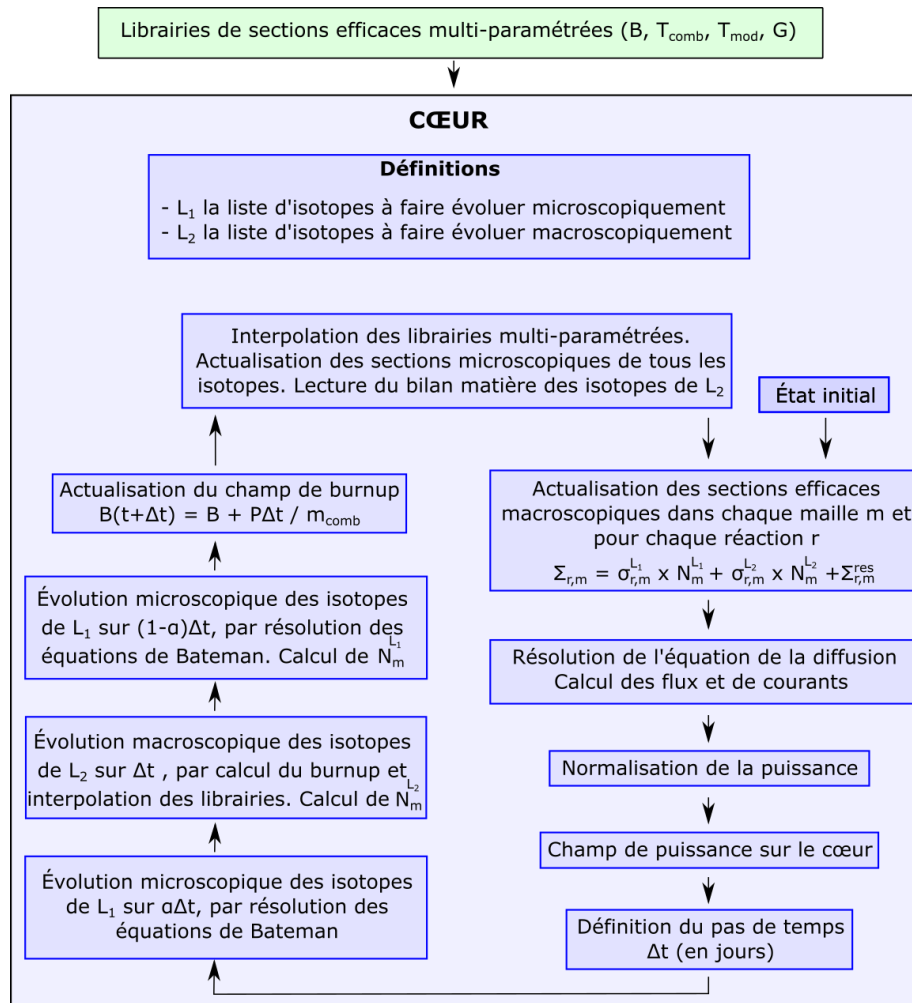 Librairies de sections efficaces multi-paramétrées (B, T_comb, T_mod, G)
CŒUR
Définitions
- L₁ la liste d'isotopes à faire évoluer microscopiquement
- L₂ la liste d'isotopes à faire évoluer macroscopiquement
Interpolation des librairies multi-paramétrées.
Actualisation des sections microscopiques de tous les
isotopes. Lecture du bilan matière des isotopes de L₂
État initial
Actualisation des sections efficaces
macroscopiques dans chaque maille m et
pour chaque réaction r
Σ_{r,m} = σ_{r,m}^{L₁} x N_m^{L₁} + σ_{r,m}^{L₂} x N_m^{L₂} +Σ_{r,m}^{res}
Résolution de l'équation de la diffusion
Calcul des flux et de courants
Normalisation de la puissance
Champ de puissance sur le cœur
Définition du pas de temps
Δt (en jours)
Évolution microscopique des isotopes
de L₁ sur αΔt, par résolution des
équations de Bateman
Évolution macroscopique des isotopes
de L₂ sur Δt , par calcul du burnup et
interpolation des librairies. Calcul de N_m^{L₂}
Évolution microscopique des isotopes
de L₁ sur (1-α)Δt, par résolution des
équations de Bateman. Calcul de N_m^{L₁}
Actualisation du champ de burnup
B(t+Δt) = B + PΔt / m_comb